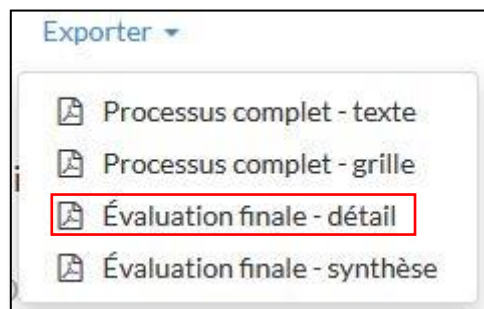 Exporter
Processus complet - texte
Processus complet - grille
Évaluation finale - détail
Évaluation finale - synthèse